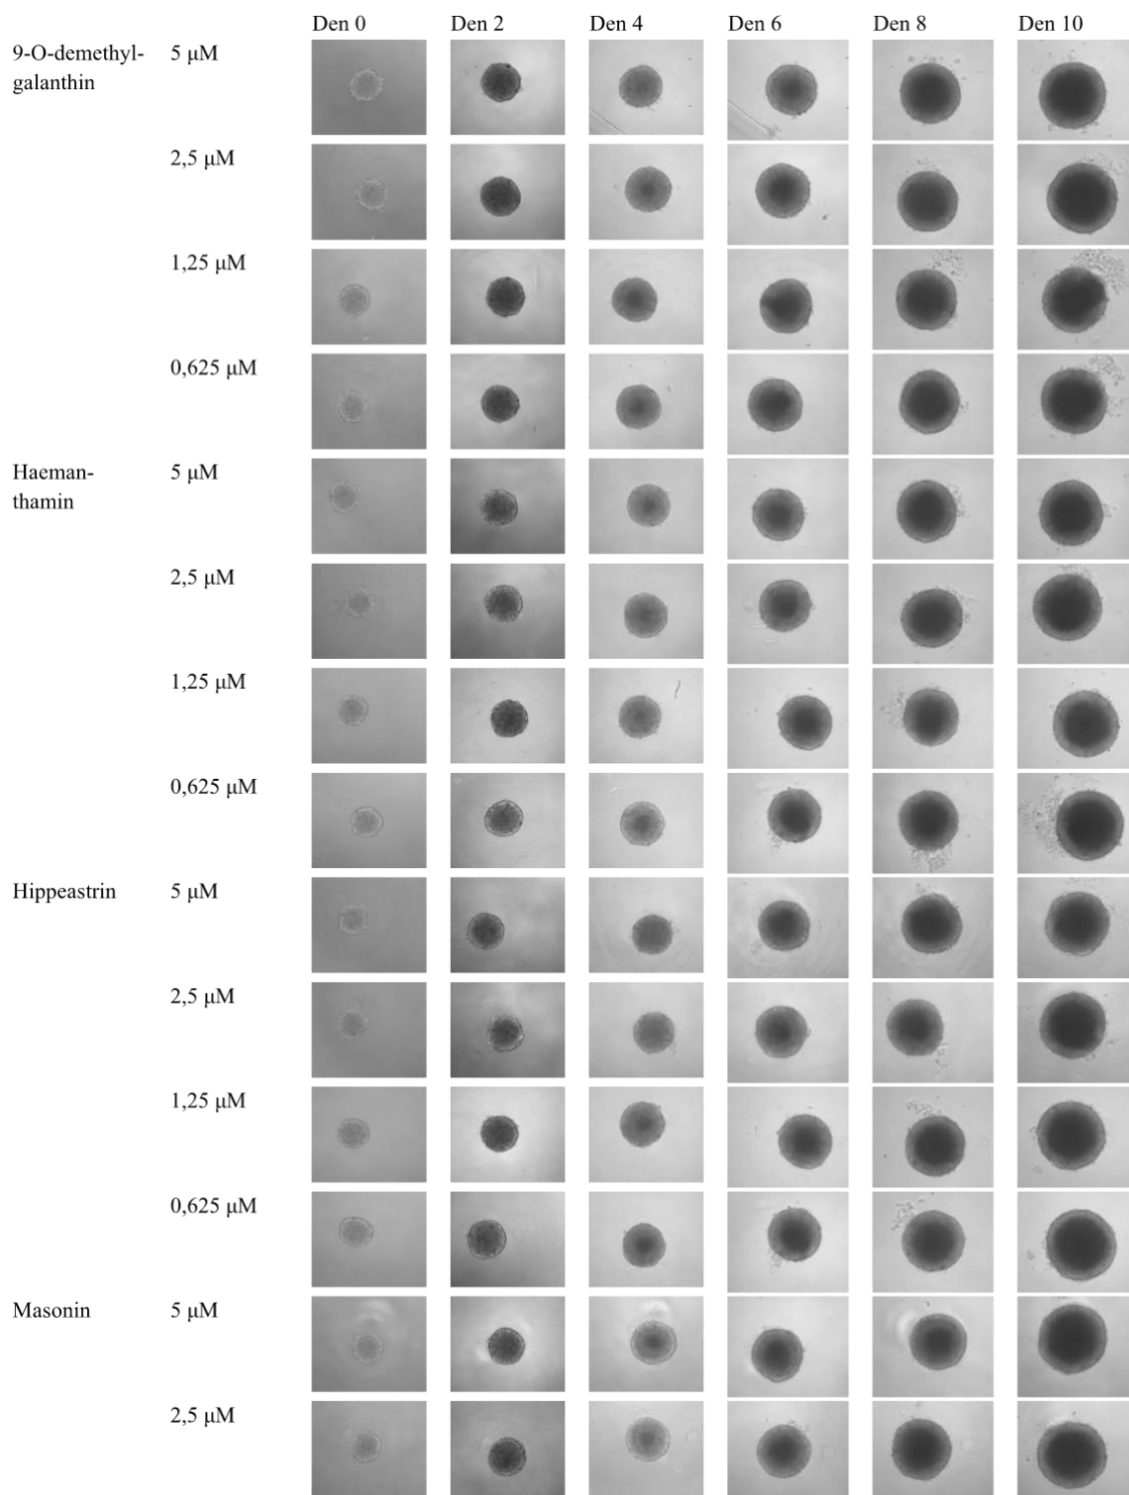 Den 0 Den 2 Den 4 Den 6 Den 8 Den 10
9-O-demethyl- 5 μM
galanthin
2,5 μM
1,25 μM
0,625 μM
Haeman- 5 μM
thamin
2,5 μM
1,25 μM
0,625 μM
Hippeastrin 5 μM
2,5 μM
1,25 μM
0,625 μM
Masonin 5 μM
2,5 μM